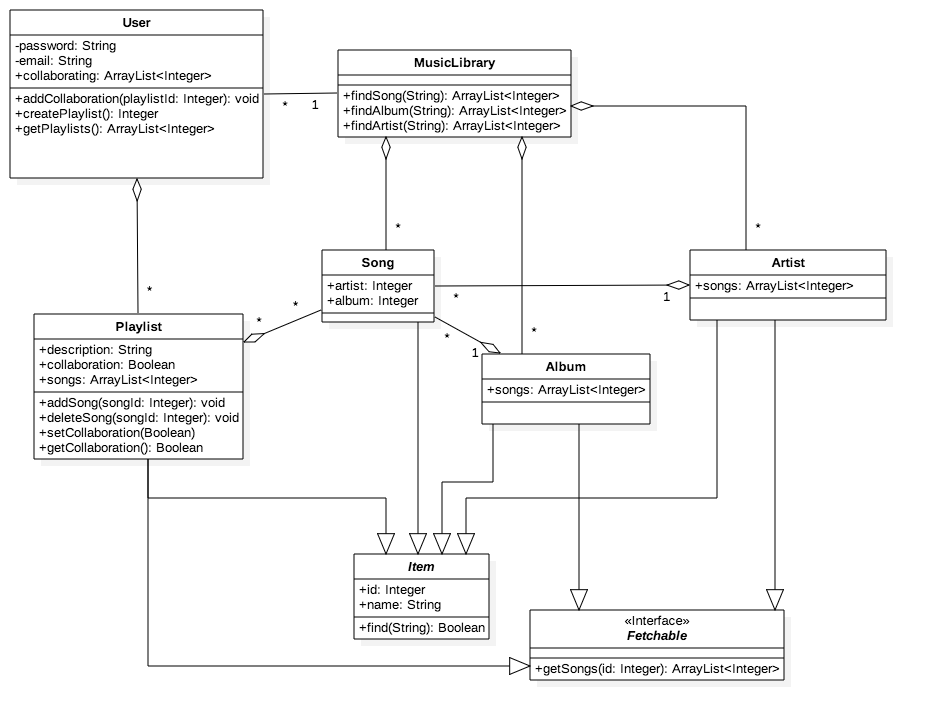 User
-password: String
-email: String
+collaborating: ArrayList<Integer>
+addCollaboration(playlistId: Integer): void
+createPlaylist(): Integer
+getPlaylists(): ArrayList<Integer>
*
1
MusicLibrary
+findSong(String): ArrayList<Integer>
+findAlbum(String): ArrayList<Integer>
+findArtist(String): ArrayList<Integer>
*
*
*
Song
+artist: Integer
+album: Integer
*
1
Artist
+songs: ArrayList<Integer>
*
*
*
1
*
Playlist
+description: String
+collaboration: Boolean
+songs: ArrayList<Integer>
+addSong(songId: Integer): void
+deleteSong(songId: Integer): void
+setCollaboration(Boolean)
+getCollaboration(): Boolean
Album
+songs: ArrayList<Integer>
Item
+id: Integer
+name: String
+find(String): Boolean
«Interface»
Fetchable
+getSongs(id: Integer): ArrayList<Integer>